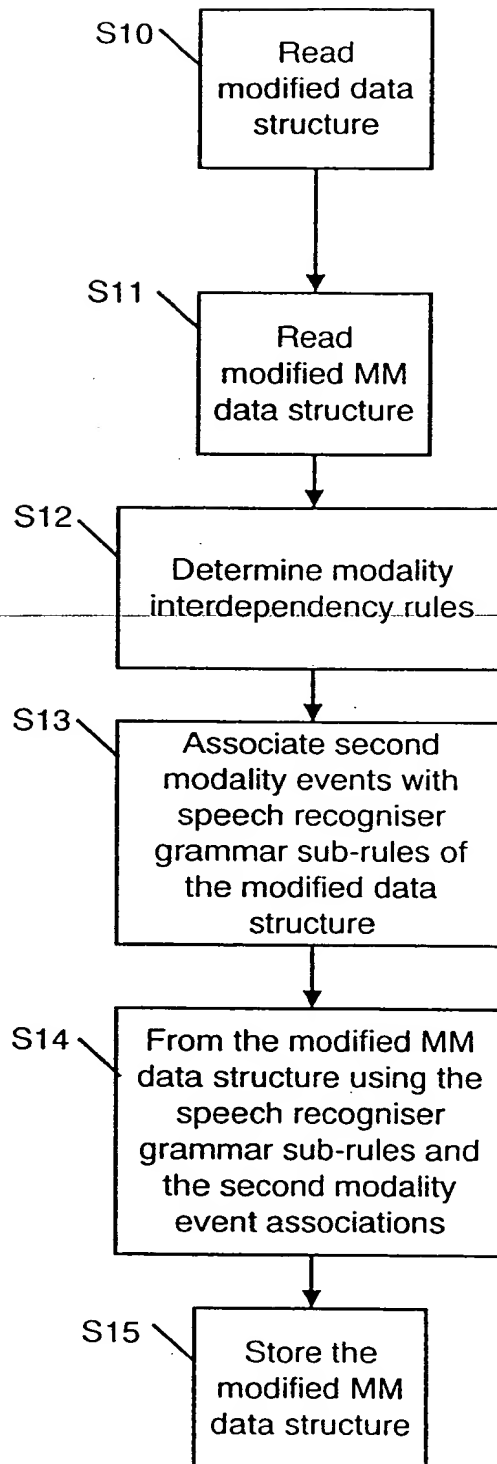 S10
Read
modified data
structure
S11
Read
modified MM
data structure
S12
Determine modality
interdependency rules
S13
Associate second
modality events with
speech recogniser
grammar sub-rules of
the modified data
structure
S14
From the modified MM
data structure using the
speech recogniser
grammar sub-rules and
the second modality
event associations
S15
Store the
modified MM
data structure